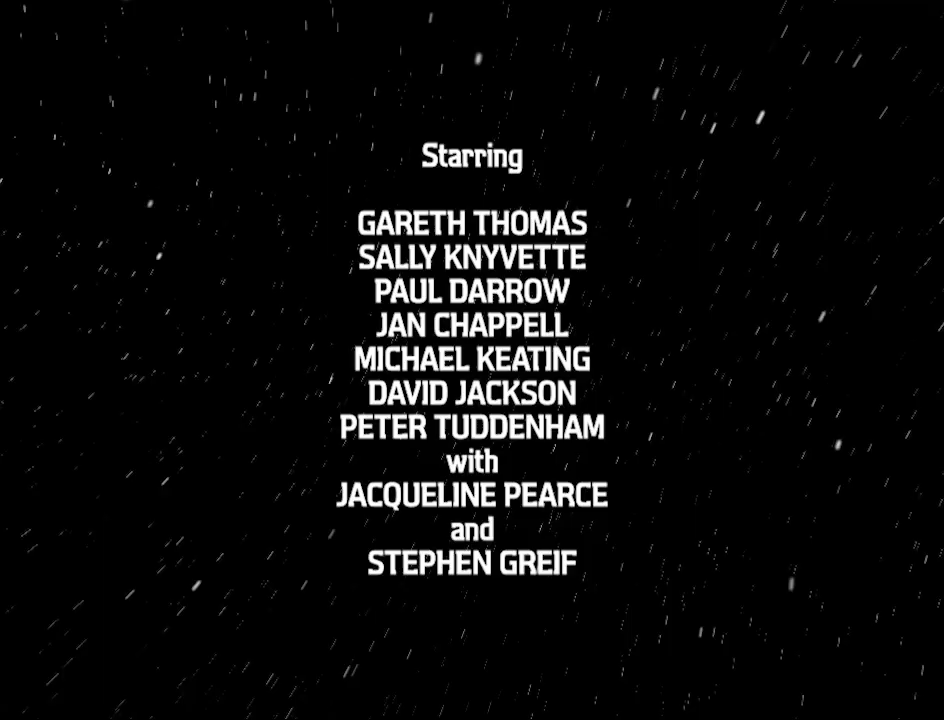 Starring
GARETH THOMAS
SALLY KNYVETTE
PAUL DARROW
JAN CHAPPELL
MICHAEL KEATING
DAVID JACKSON
PETER TUDDENHAM
with
JACQUELINE PEARCE
and
STEPHEN GREIF